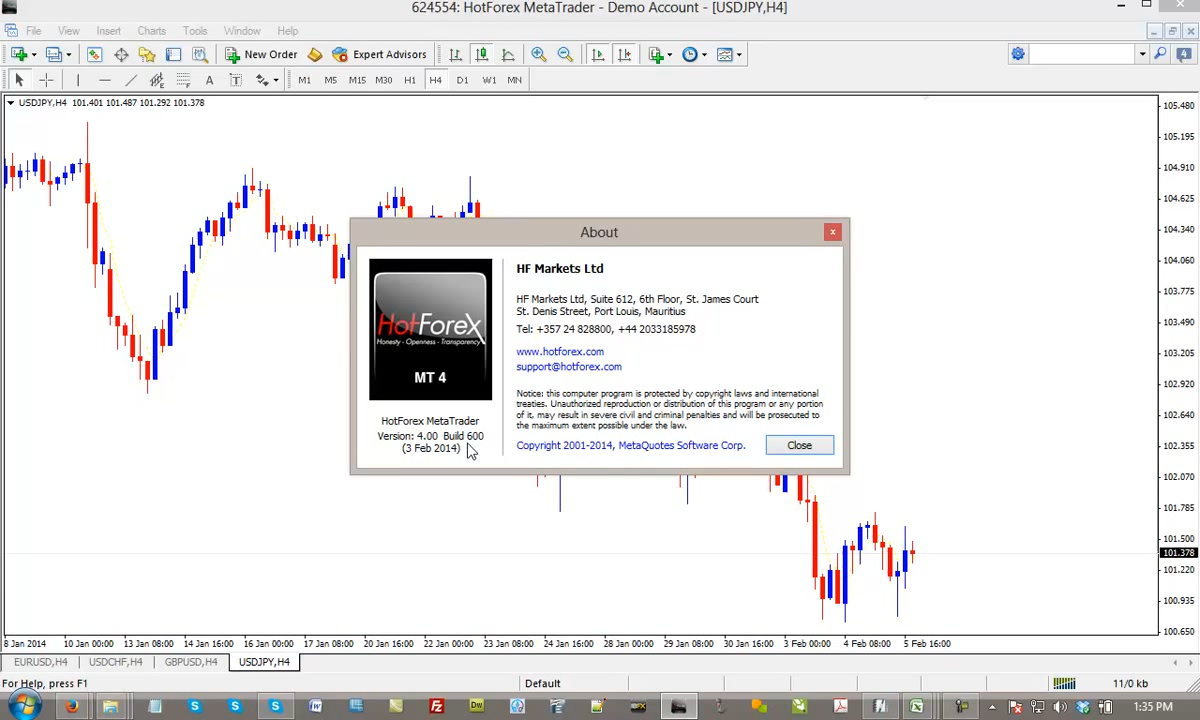 624554: HotForex MetaTrader - Demo Account - [USDJPY,H4]
File View Insert Charts Tools Window Help
New Order Expert Advisors 4
A T M1 M5 M15 M30 H1 H4 D1 W1 MN
USDJPY,H4 101.401 101.487 101.292 101.378
105.480
105.195
104.910
104.625
104.340
104.060
103.775
103.490
103.205
102.920
102.640
102.355
102.070
101.785
101.500
101.378
101.220
100.935
100.650
About
x
HotForex
Honesty - Openness - Transparency
MT 4
HotForex MetaTrader
Version: 4.00 Build 600
(3 Feb 2014)
HF Markets Ltd
HF Markets Ltd, Suite 612, 6th Floor, St. James Court
St. Denis Street, Port Louis, Mauritius
Tel: +357 24 828800, +44 2033185978
www.hotforex.com
support@hotforex.com
Notice: this computer program is protected by copyright laws and international
treaties. Unauthorized reproduction or distribution of this program or any portion
of it, may result in severe civil and criminal penalties and will be prosecuted to
the maximum extent possible under the law.
Copyright 2001-2014, MetaQuotes Software Corp.
Close
8 Jan 2014 10 Jan 00:00 13 Jan 08:00 14 Jan 16:00 16 Jan 00:00 17 Jan 08:00 20 Jan 16:00 22 Jan 00:00 23 Jan 08:00 24 Jan 16:00 28 Jan 00:00 29 Jan 08:00 30 Jan 16:00 3 Feb 00:00 4 Feb 08:00 5 Feb 16:00
EURUSD,H4 USDCHF,H4 GBPUSD,H4 USDJPY,H4
For Help, press F1 Default 11/0 kb
Dw 1:35 PM